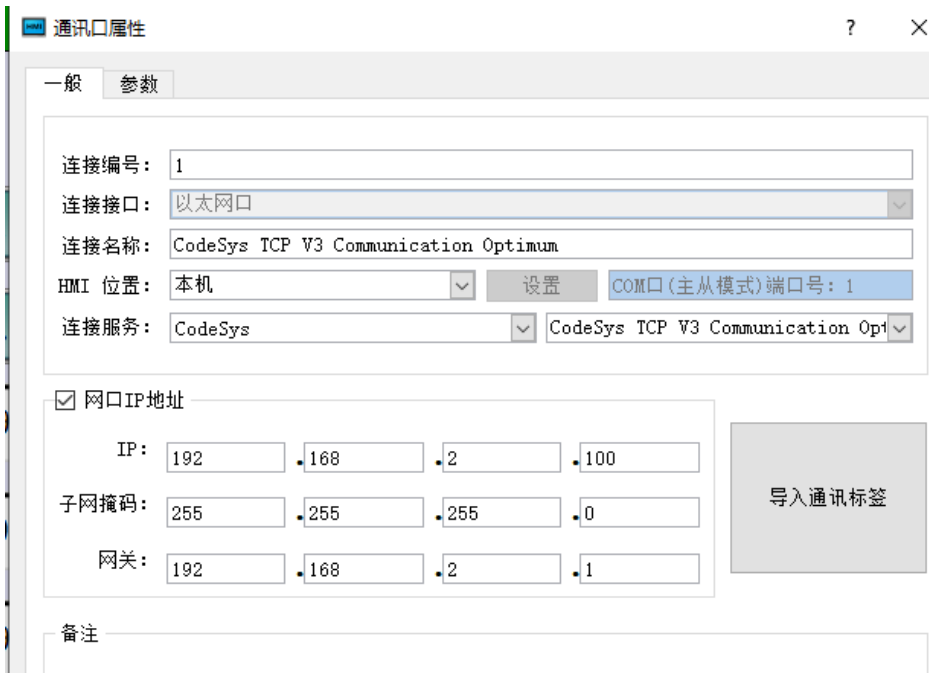 HMI 通讯口属性 ?
一般 参数
连接编号: 1
连接接口: 以太网口
连接名称: CodeSys TCP V3 Communication Optimum
HMI 位置: 本机 设置 COM口(主从模式)端口号: 1
连接服务: CodeSys CodeSys TCP V3 Communication Opt
网口IP地址
IP: 192 .168 .2 .100
子网掩码: 255 .255 .255 .0
导入通讯标签
网关: 192 .168 .2 .1
备注